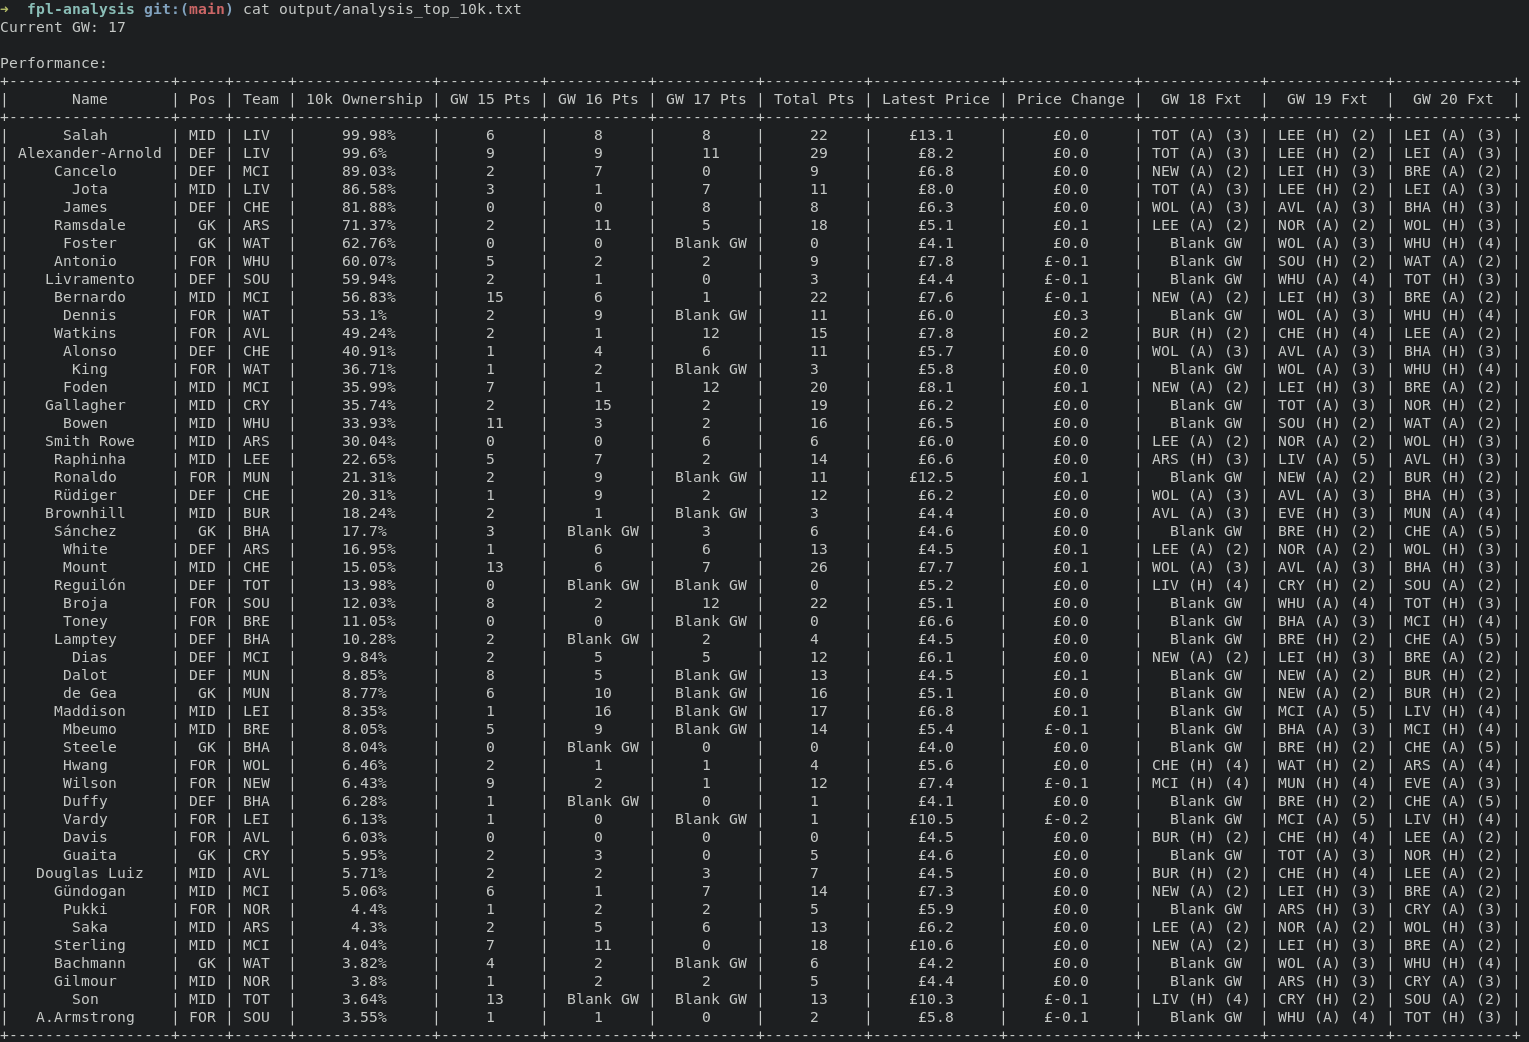 → fpl-analysis git:(main) cat output/analysis_top_10k.txt
Current GW: 17
Performance:
+------------------+-----+------+---------------+-----------+-----------+-----------+-----------+--------------+--------------+-------------+-------------+-------------+
| Name | Pos | Team | 10k Ownership | GW 15 Pts | GW 16 Pts | GW 17 Pts | Total Pts | Latest Price | Price Change | GW 18 Fxt | GW 19 Fxt | GW 20 Fxt |
+------------------+-----+------+---------------+-----------+-----------+-----------+-----------+--------------+--------------+-------------+-------------+-------------+
| Salah | MID | LIV | 99.98% | 6 | 8 | 8 | 22 | £13.1 | £0.0 | TOT (A) (3) | LEE (H) (2) | LEI (A) (3) |
| Alexander-Arnold | DEF | LIV | 99.6% | 9 | 9 | 11 | 29 | £8.2 | £0.0 | TOT (A) (3) | LEE (H) (2) | LEI (A) (3) |
| Cancelo | DEF | MCI | 89.03% | 2 | 7 | 0 | 9 | £6.8 | £0.0 | NEW (A) (2) | LEI (H) (3) | BRE (A) (2) |
| Jota | MID | LIV | 86.58% | 3 | 1 | 7 | 11 | £8.0 | £0.0 | TOT (A) (3) | LEE (H) (2) | LEI (A) (3) |
| James | DEF | CHE | 81.88% | 0 | 0 | 8 | 8 | £6.3 | £0.0 | WOL (A) (3) | AVL (A) (3) | BHA (H) (3) |
| Ramsdale | GK | ARS | 71.37% | 2 | 11 | 5 | 18 | £5.1 | £0.1 | LEE (A) (2) | NOR (A) (2) | WOL (H) (3) |
| Foster | GK | WAT | 62.76% | 0 | 0 | Blank GW | 0 | £4.1 | £0.0 | Blank GW | WOL (A) (3) | WHU (H) (4) |
| Antonio | FOR | WHU | 60.07% | 5 | 2 | 2 | 9 | £7.8 | £-0.1 | Blank GW | SOU (H) (2) | WAT (A) (2) |
| Livramento | DEF | SOU | 59.94% | 2 | 1 | 0 | 3 | £4.4 | £-0.1 | Blank GW | WHU (A) (4) | TOT (H) (3) |
| Bernardo | MID | MCI | 56.83% | 15 | 6 | 1 | 22 | £7.6 | £-0.1 | NEW (A) (2) | LEI (H) (3) | BRE (A) (2) |
| Dennis | FOR | WAT | 53.1% | 2 | 9 | Blank GW | 11 | £6.0 | £0.3 | Blank GW | WOL (A) (3) | WHU (H) (4) |
| Watkins | FOR | AVL | 49.24% | 2 | 1 | 12 | 15 | £7.8 | £0.2 | BUR (H) (2) | CHE (H) (4) | LEE (A) (2) |
| Alonso | DEF | CHE | 40.91% | 1 | 4 | 6 | 11 | £5.7 | £0.0 | WOL (A) (3) | AVL (A) (3) | BHA (H) (3) |
| King | FOR | WAT | 36.71% | 1 | 2 | Blank GW | 3 | £5.8 | £0.0 | Blank GW | WOL (A) (3) | WHU (H) (4) |
| Foden | MID | MCI | 35.99% | 7 | 1 | 12 | 20 | £8.1 | £0.1 | NEW (A) (2) | LEI (H) (3) | BRE (A) (2) |
| Gallagher | MID | CRY | 35.74% | 2 | 15 | 2 | 19 | £6.2 | £0.0 | Blank GW | TOT (A) (3) | NOR (H) (2) |
| Bowen | MID | WHU | 33.93% | 11 | 3 | 2 | 16 | £6.5 | £0.0 | Blank GW | SOU (H) (2) | WAT (A) (2) |
| Smith Rowe | MID | ARS | 30.04% | 0 | 0 | 6 | 6 | £6.0 | £0.0 | LEE (A) (2) | NOR (A) (2) | WOL (H) (3) |
| Raphinha | MID | LEE | 22.65% | 5 | 7 | 2 | 14 | £6.6 | £0.0 | ARS (H) (3) | LIV (A) (5) | AVL (H) (3) |
| Ronaldo | FOR | MUN | 21.31% | 2 | 9 | Blank GW | 11 | £12.5 | £0.1 | Blank GW | NEW (A) (2) | BUR (H) (2) |
| Rüdiger | DEF | CHE | 20.31% | 1 | 9 | 2 | 12 | £6.2 | £0.0 | WOL (A) (3) | AVL (A) (3) | BHA (H) (3) |
| Brownhill | MID | BUR | 18.24% | 2 | 1 | Blank GW | 3 | £4.4 | £0.0 | AVL (A) (3) | EVE (H) (3) | MUN (A) (4) |
| Sánchez | GK | BHA | 17.7% | 3 | Blank GW | 3 | 6 | £4.6 | £0.0 | Blank GW | BRE (H) (2) | CHE (A) (5) |
| White | DEF | ARS | 16.95% | 1 | 6 | 6 | 13 | £4.5 | £0.1 | LEE (A) (2) | NOR (A) (2) | WOL (H) (3) |
| Mount | MID | CHE | 15.05% | 13 | 6 | 7 | 26 | £7.7 | £0.1 | WOL (A) (3) | AVL (A) (3) | BHA (H) (3) |
| Reguilón | DEF | TOT | 13.98% | 0 | Blank GW | Blank GW | 0 | £5.2 | £0.0 | LIV (H) (4) | CRY (H) (2) | SOU (A) (2) |
| Broja | FOR | SOU | 12.03% | 8 | 2 | 12 | 22 | £5.1 | £0.0 | Blank GW | WHU (A) (4) | TOT (H) (3) |
| Toney | FOR | BRE | 11.05% | 0 | 0 | Blank GW | 0 | £6.6 | £0.0 | Blank GW | BHA (A) (3) | MCI (H) (4) |
| Lamptey | DEF | BHA | 10.28% | 2 | Blank GW | 2 | 4 | £4.5 | £0.0 | Blank GW | BRE (H) (2) | CHE (A) (5) |
| Dias | DEF | MCI | 9.84% | 2 | 5 | 5 | 12 | £6.1 | £0.0 | NEW (A) (2) | LEI (H) (3) | BRE (A) (2) |
| Dalot | DEF | MUN | 8.85% | 8 | 5 | Blank GW | 13 | £4.5 | £0.1 | Blank GW | NEW (A) (2) | BUR (H) (2) |
| de Gea | GK | MUN | 8.77% | 6 | 10 | Blank GW | 16 | £5.1 | £0.0 | Blank GW | NEW (A) (2) | BUR (H) (2) |
| Maddison | MID | LEI | 8.35% | 1 | 16 | Blank GW | 17 | £6.8 | £0.1 | Blank GW | MCI (A) (5) | LIV (H) (4) |
| Mbeumo | MID | BRE | 8.05% | 5 | 9 | Blank GW | 14 | £5.4 | £-0.1 | Blank GW | BHA (A) (3) | MCI (H) (4) |
| Steele | GK | BHA | 8.04% | 0 | Blank GW | 0 | 0 | £4.0 | £0.0 | Blank GW | BRE (H) (2) | CHE (A) (5) |
| Hwang | FOR | WOL | 6.46% | 2 | 1 | 1 | 4 | £5.6 | £0.0 | CHE (H) (4) | WAT (H) (2) | ARS (A) (4) |
| Wilson | FOR | NEW | 6.43% | 9 | 2 | 1 | 12 | £7.4 | £-0.1 | MCI (H) (4) | MUN (H) (4) | EVE (A) (3) |
| Duffy | DEF | BHA | 6.28% | 1 | Blank GW | 0 | 1 | £4.1 | £0.0 | Blank GW | BRE (H) (2) | CHE (A) (5) |
| Vardy | FOR | LEI | 6.13% | 1 | 0 | Blank GW | 1 | £10.5 | £-0.2 | Blank GW | MCI (A) (5) | LIV (H) (4) |
| Davis | FOR | AVL | 6.03% | 0 | 0 | 0 | 0 | £4.5 | £0.0 | BUR (H) (2) | CHE (H) (4) | LEE (A) (2) |
| Guaita | GK | CRY | 5.95% | 2 | 3 | 0 | 5 | £4.6 | £0.0 | Blank GW | TOT (A) (3) | NOR (H) (2) |
| Douglas Luiz | MID | AVL | 5.71% | 2 | 2 | 3 | 7 | £4.5 | £0.0 | BUR (H) (2) | CHE (H) (4) | LEE (A) (2) |
| Gündogan | MID | MCI | 5.06% | 6 | 1 | 7 | 14 | £7.3 | £0.0 | NEW (A) (2) | LEI (H) (3) | BRE (A) (2) |
| Pukki | FOR | NOR | 4.4% | 1 | 2 | 2 | 5 | £5.9 | £0.0 | Blank GW | ARS (H) (3) | CRY (A) (3) |
| Saka | MID | ARS | 4.3% | 2 | 5 | 6 | 13 | £6.2 | £0.0 | LEE (A) (2) | NOR (A) (2) | WOL (H) (3) |
| Sterling | MID | MCI | 4.04% | 7 | 11 | 0 | 18 | £10.6 | £0.0 | NEW (A) (2) | LEI (H) (3) | BRE (A) (2) |
| Bachmann | GK | WAT | 3.82% | 4 | 2 | Blank GW | 6 | £4.2 | £0.0 | Blank GW | WOL (A) (3) | WHU (H) (4) |
| Gilmour | MID | NOR | 3.8% | 1 | 2 | 2 | 5 | £4.4 | £0.0 | Blank GW | ARS (H) (3) | CRY (A) (3) |
| Son | MID | TOT | 3.64% | 13 | Blank GW | Blank GW | 13 | £10.3 | £-0.1 | LIV (H) (4) | CRY (H) (2) | SOU (A) (2) |
| A.Armstrong | FOR | SOU | 3.55% | 1 | 1 | 0 | 2 | £5.8 | £-0.1 | Blank GW | WHU (A) (4) | TOT (H) (3) |
+------------------+-----+------+---------------+-----------+-----------+-----------+-----------+--------------+--------------+-------------+-------------+-------------+